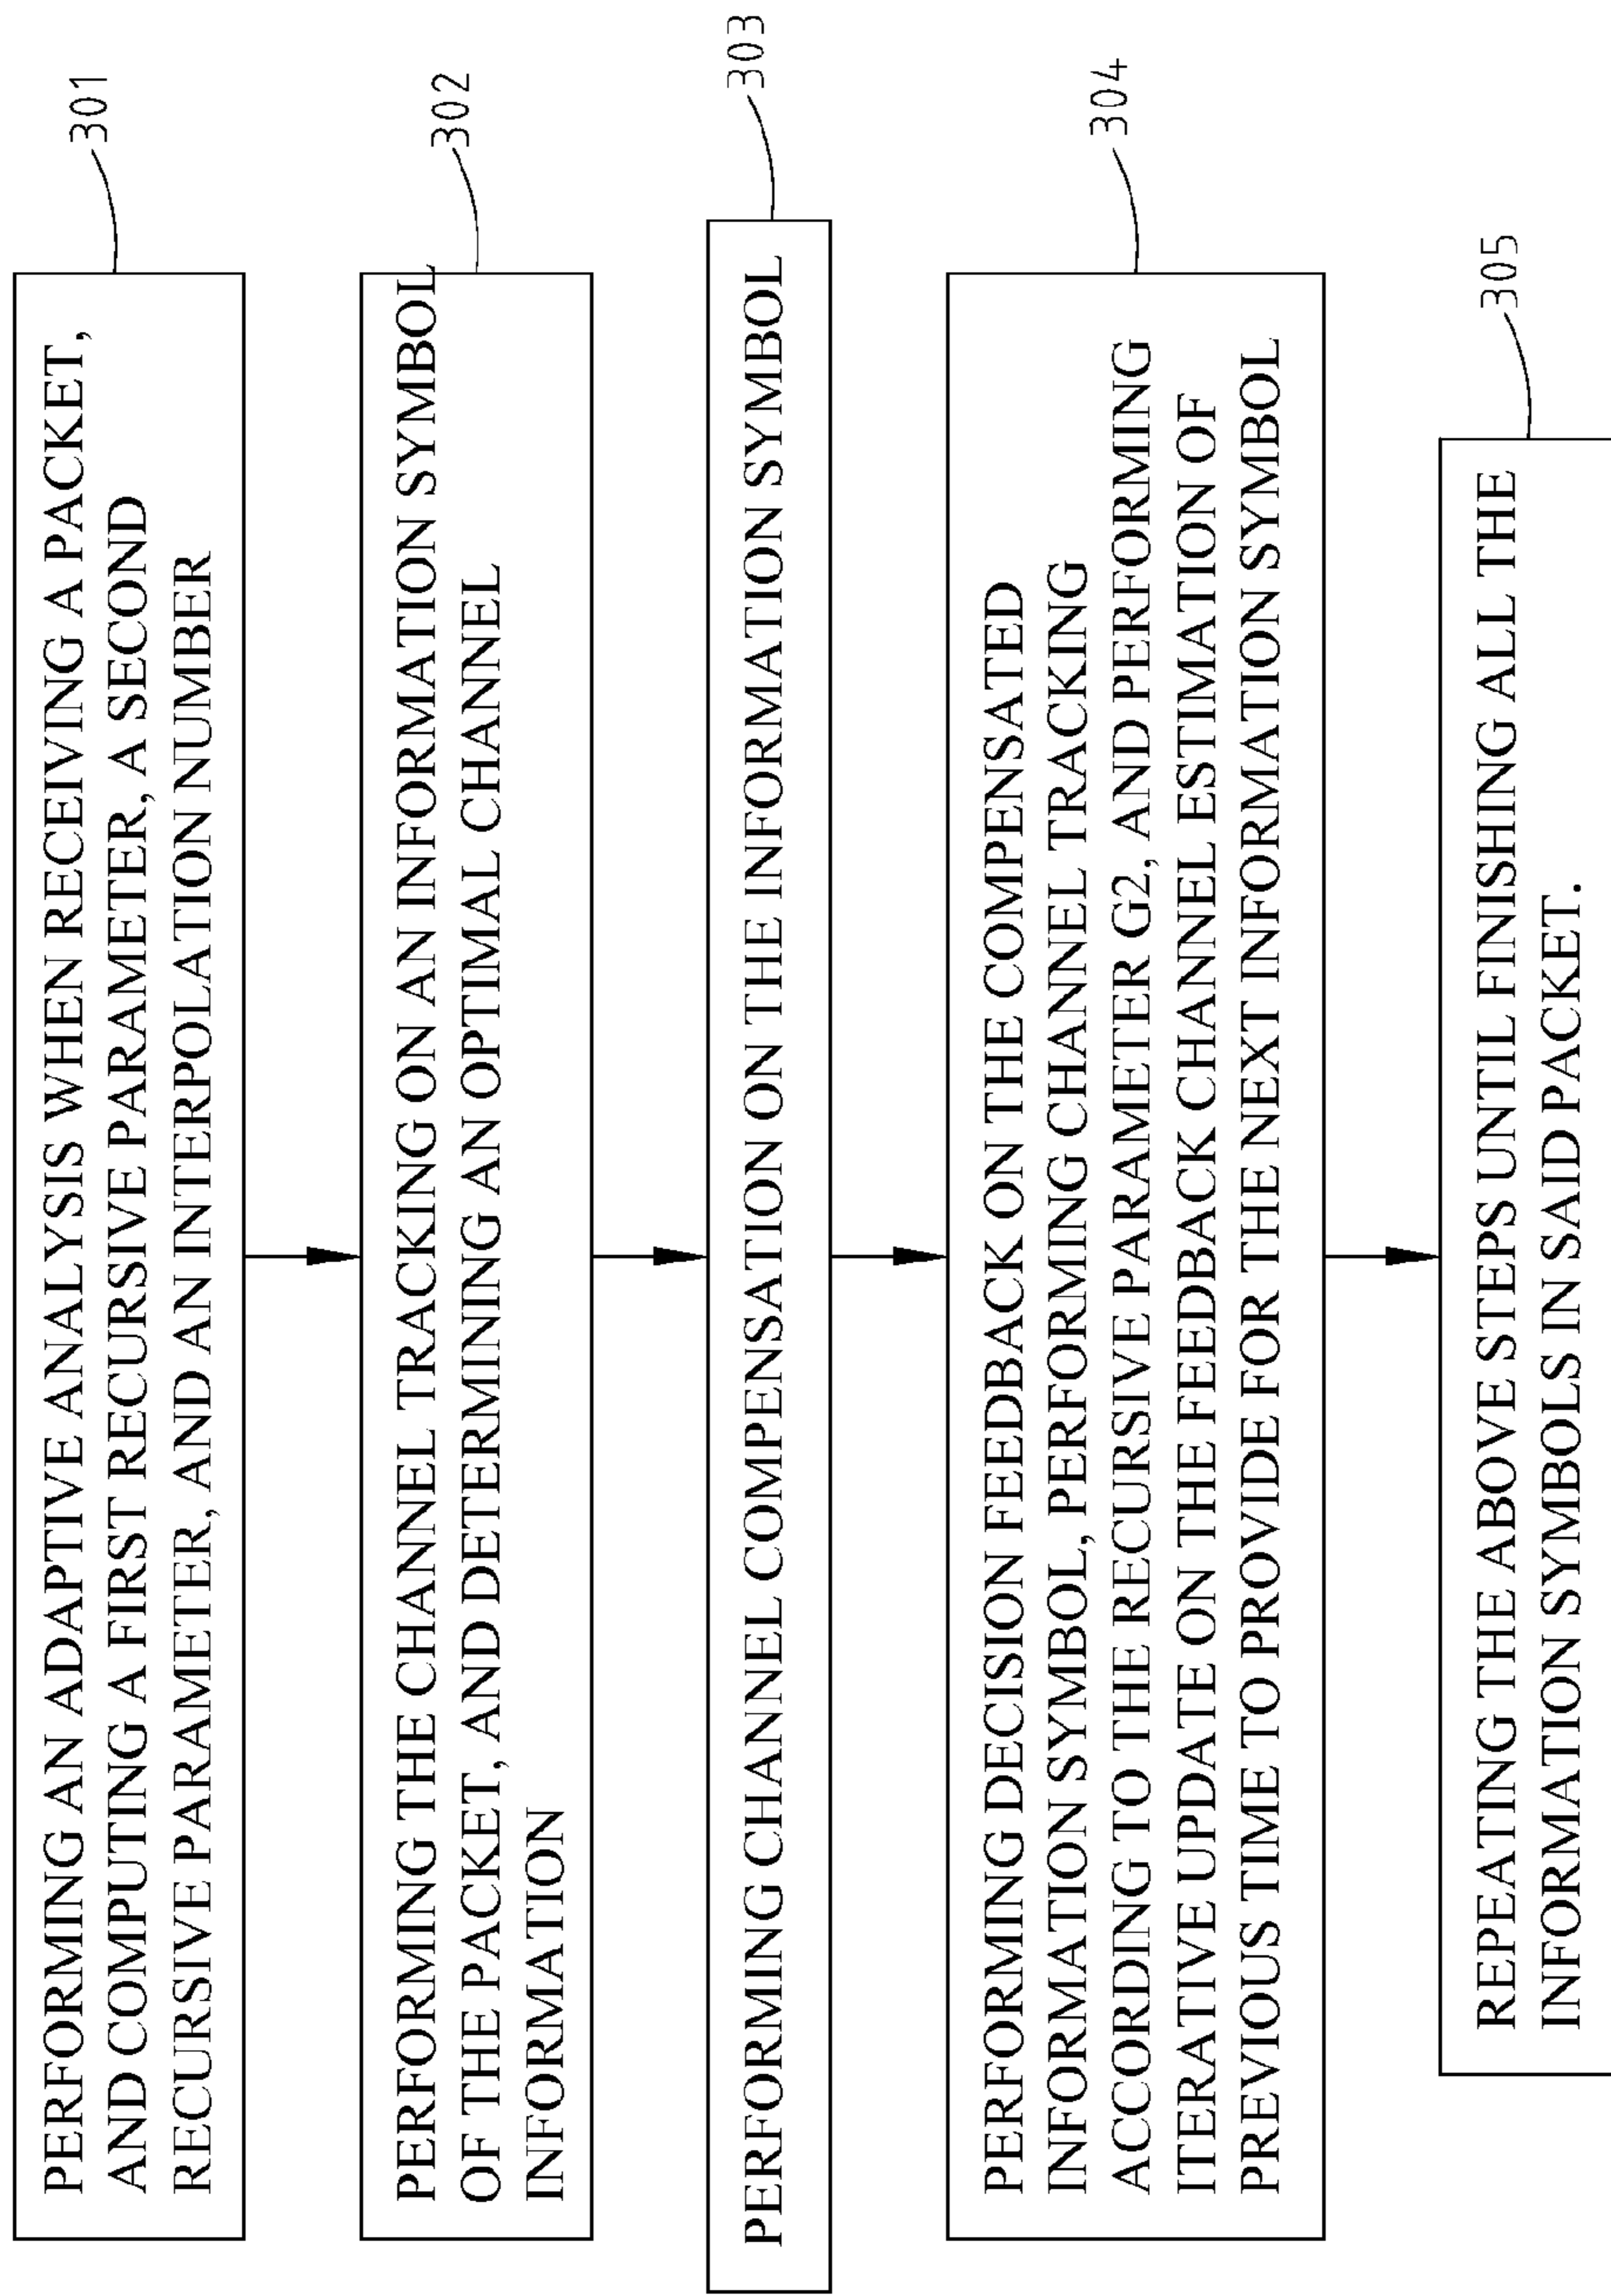 PERFORMING AN ADAPTIVE ANALYSIS WHEN RECEIVING A PACKET,
AND COMPUTING A FIRST RECURSIVE PARAMETER, A SECOND
RECURSIVE PARAMETER, AND AN INTERPOLATION NUMBER
301
PERFORMING THE CHANNEL TRACKING ON AN INFORMATION SYMBOL
OF THE PACKET, AND DETERMINING AN OPTIMAL CHANNEL
INFORMATION
302
PERFORMING CHANNEL COMPENSATION ON THE INFORMATION SYMBOL
303
PERFORMING DECISION FEEDBACK ON THE COMPENSATED
INFORMATION SYMBOL, PERFORMING CHANNEL TRACKING
ACCORDING TO THE RECURSIVE PARAMETER G2, AND PERFORMING
ITERATIVE UPDATE ON THE FEEDBACK CHANNEL ESTIMATION OF
PREVIOUS TIME TO PROVIDE FOR THE NEXT INFORMATION SYMBOL
304
REPEATING THE ABOVE STEPS UNTIL FINISHING ALL THE
INFORMATION SYMBOLS IN SAID PACKET.
305